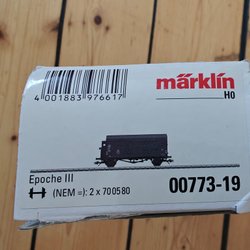 märklin
H0
4 001883 976617
Epoche III
(NEM =): 2 x 700580
00773-19